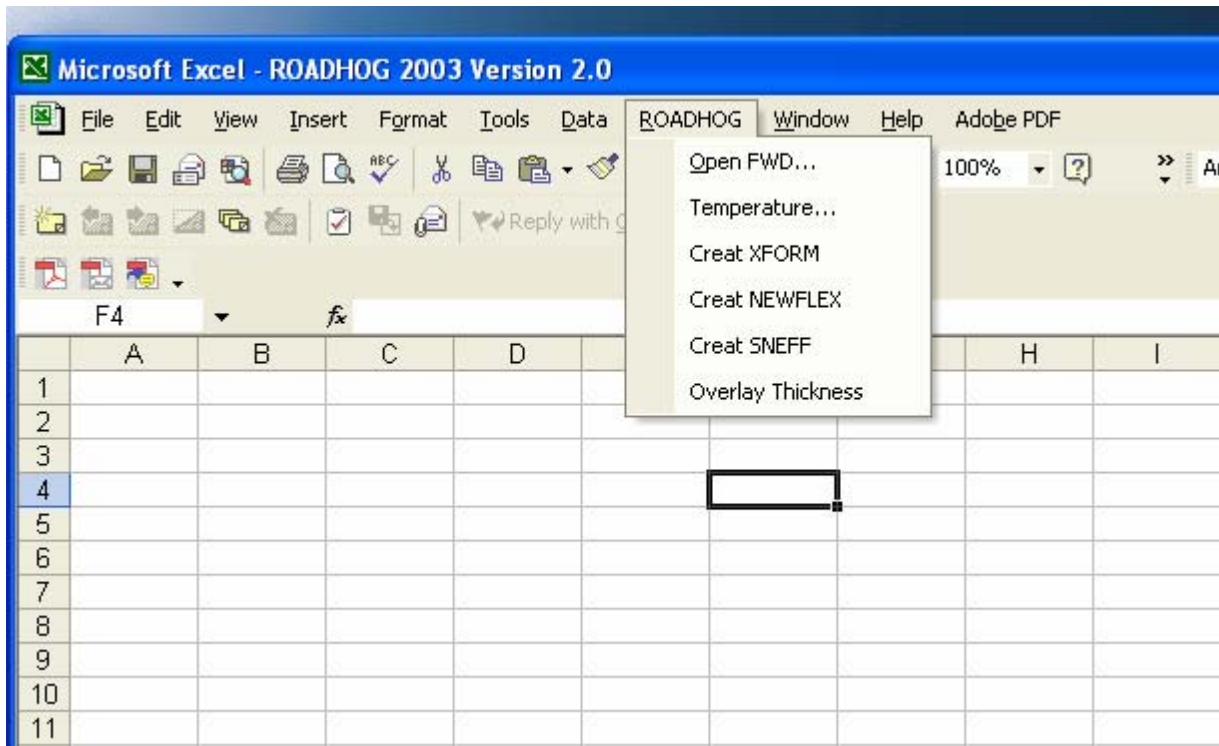 Microsoft Excel - ROADHOG 2003 Version 2.0
File Edit View Insert Format Tools Data ROADHOG Window Help Adobe PDF
ABC 100% ? » A
Reply with
Open FWD...
Temperature...
Creat XFORM
Creat NEWFLEX
Creat SNEFF
Overlay Thickness
F4 fx
A B C D H I
1
2
3
4
5
6
7
8
9
10
11